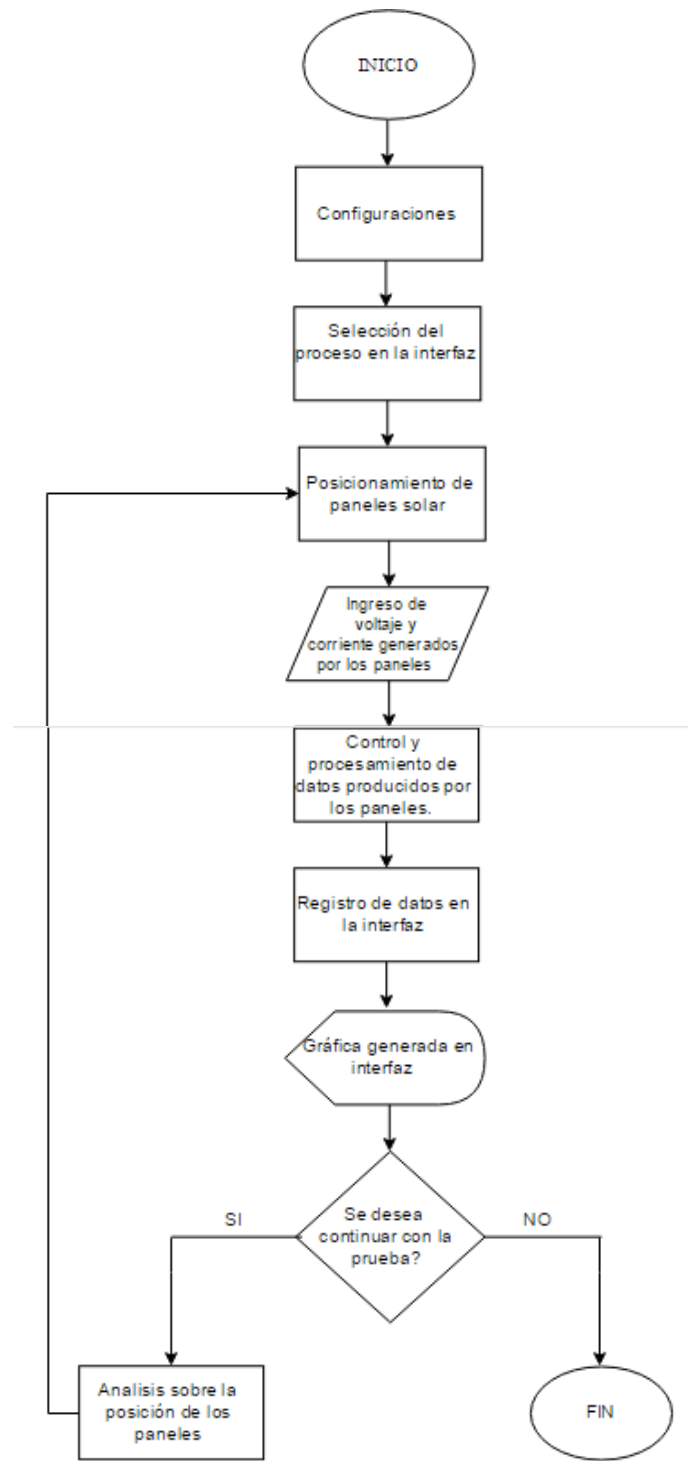 INICIO
Configuraciones
Selección del
proceso en la interfaz
Posicionamiento de
paneles solar
Ingreso de
voltaje y
corriente generados
por los paneles
Control y
procesamiento de
datos producidos por
los paneles.
Registro de datos en
la interfaz
Gráfica generada en
interfaz
Se desea
continuar con la
prueba?
SI
NO
Analisis sobre la
posición de los
paneles
FIN